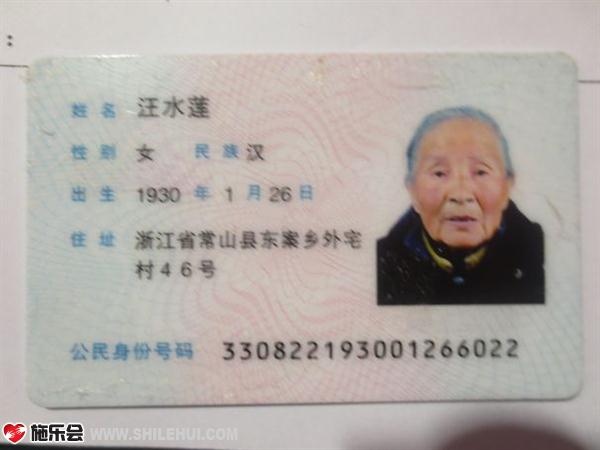 :
姓名 汪水莲
性别 女 民族 汉
出生 1930 年 1 月 26 日
住址 浙江省常山县东案乡外宅
村46号
公民身份号码 330822193001266022
施乐会 WWW.SHILEHUI.COM